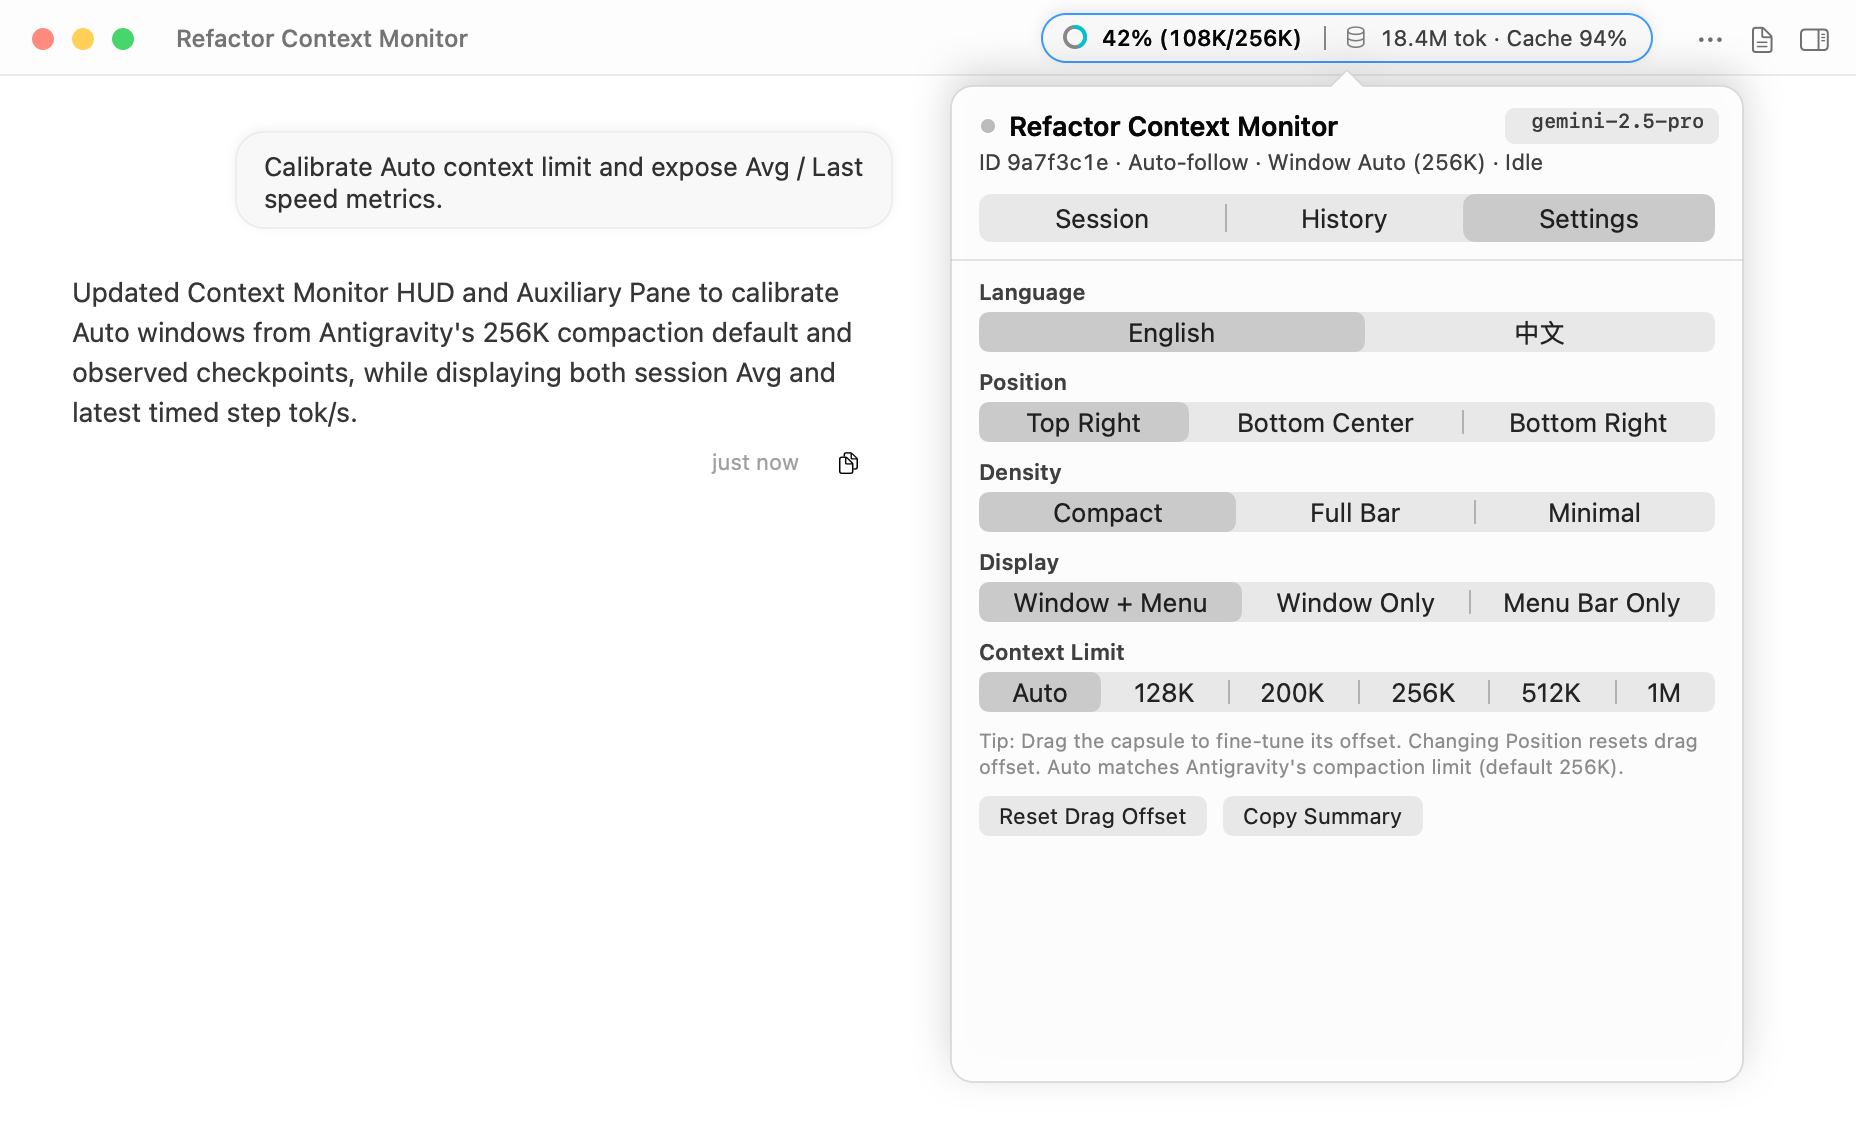 Refactor Context Monitor
42% (108K/256K) | 18.4M tok · Cache 94%
Calibrate Auto context limit and expose Avg / Last
speed metrics.
Updated Context Monitor HUD and Auxiliary Pane to calibrate
Auto windows from Antigravity's 256K compaction default and
observed checkpoints, while displaying both session Avg and
latest timed step tok/s.
just now
Refactor Context Monitor gemini-2.5-pro
ID 9a7f3c1e · Auto-follow · Window Auto (256K) · Idle
Session History Settings
Language
English 中文
Position
Top Right Bottom Center Bottom Right
Density
Compact Full Bar Minimal
Display
Window + Menu Window Only Menu Bar Only
Context Limit
Auto 128K 200K 256K 512K 1M
Tip: Drag the capsule to fine-tune its offset. Changing Position resets drag
offset. Auto matches Antigravity's compaction limit (default 256K).
Reset Drag Offset Copy Summary